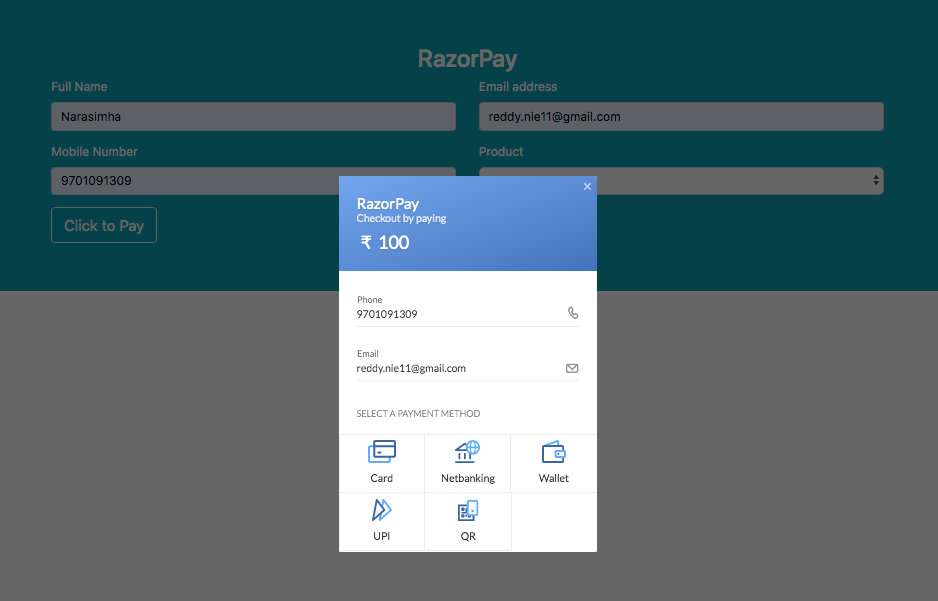 RazorPay
Full Name
Email address
Narasimha
reddy.nie11@gmail.com
Mobile Number
Product
9701091309
Click to Pay
×
RazorPay
Checkout by paying
₹ 100
Phone
9701091309
Email
reddy.nie11@gmail.com
SELECT A PAYMENT METHOD
Card
Netbanking
Wallet
UPI
QR